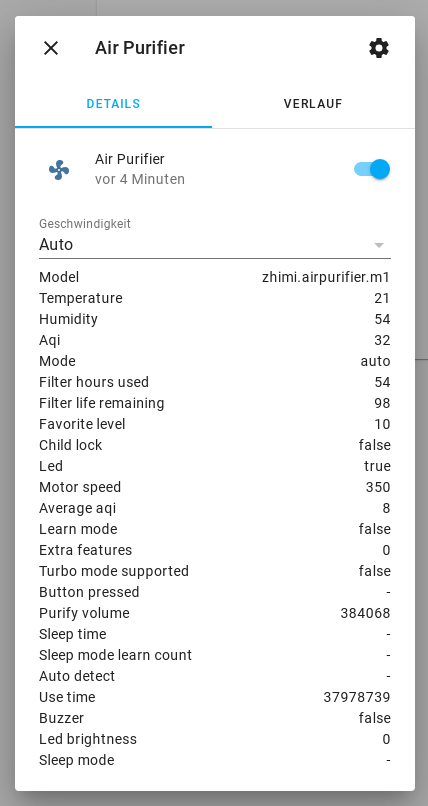 Air Purifier
DETAILS VERLAUF
Air Purifier
vor 4 Minuten
Geschwindigkeit
Auto
Model zhimi.airpurifier.m1
Temperature 21
Humidity 54
Aqi 32
Mode auto
Filter hours used 54
Filter life remaining 98
Favorite level 10
Child lock false
Led true
Motor speed 350
Average aqi 8
Learn mode false
Extra features 0
Turbo mode supported false
Button pressed -
Purify volume 384068
Sleep time -
Sleep mode learn count -
Auto detect -
Use time 37978739
Buzzer false
Led brightness 0
Sleep mode -